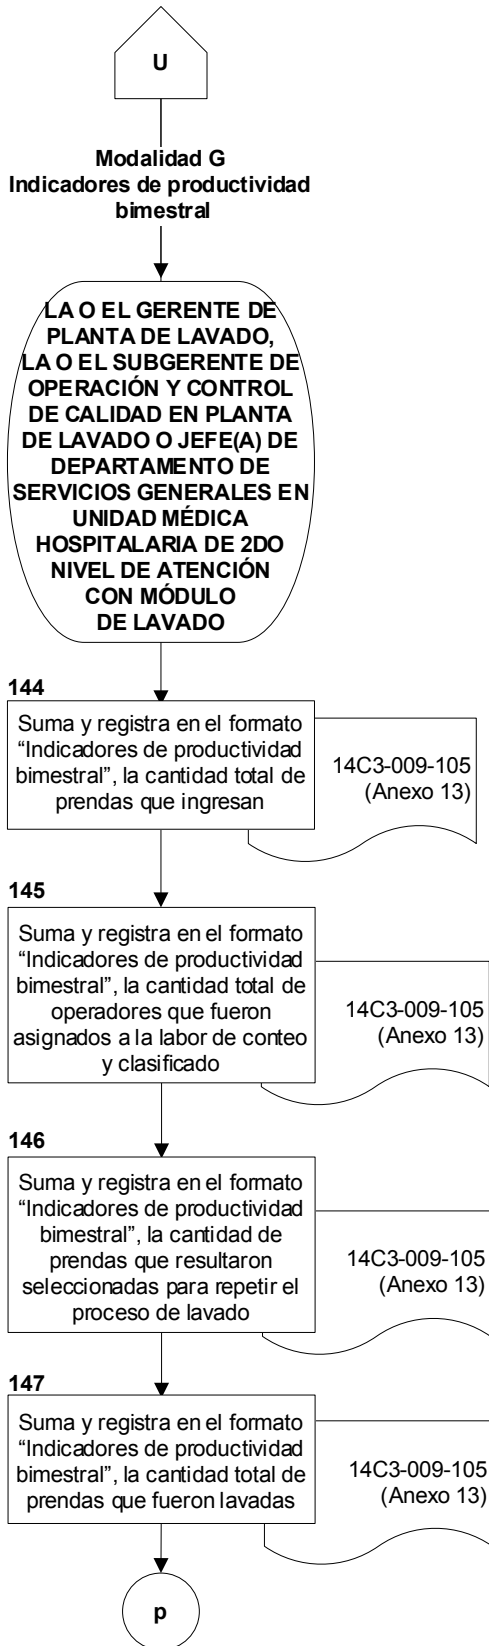 U
Modalidad G
Indicadores de productividad
bimestral
LA O EL GERENTE DE
PLANTA DE LAVADO,
LA O EL SUBGERENTE DE
OPERACIÓN Y CONTROL
DE CALIDAD EN PLANTA
DE LAVADO O JEFE(A) DE
DEPARTAMENTO DE
SERVICIOS GENERALES EN
UNIDAD MÉDICA
HOSPITALARIA DE 2DO
NIVEL DE ATENCIÓN
CON MÓDULO
DE LAVADO
144
Suma y registra en el formato
“Indicadores de productividad
bimestral”, la cantidad total de
prendas que ingresan
14C3-009-105
(Anexo 13)
145
Suma y registra en el formato
“Indicadores de productividad
bimestral”, la cantidad total de
operadores que fueron
asignados a la labor de conteo
y clasificado
14C3-009-105
(Anexo 13)
146
Suma y registra en el formato
“Indicadores de productividad
bimestral”, la cantidad de
prendas que resultaron
seleccionadas para repetir el
proceso de lavado
14C3-009-105
(Anexo 13)
147
Suma y registra en el formato
“Indicadores de productividad
bimestral”, la cantidad total de
prendas que fueron lavadas
14C3-009-105
(Anexo 13)
p